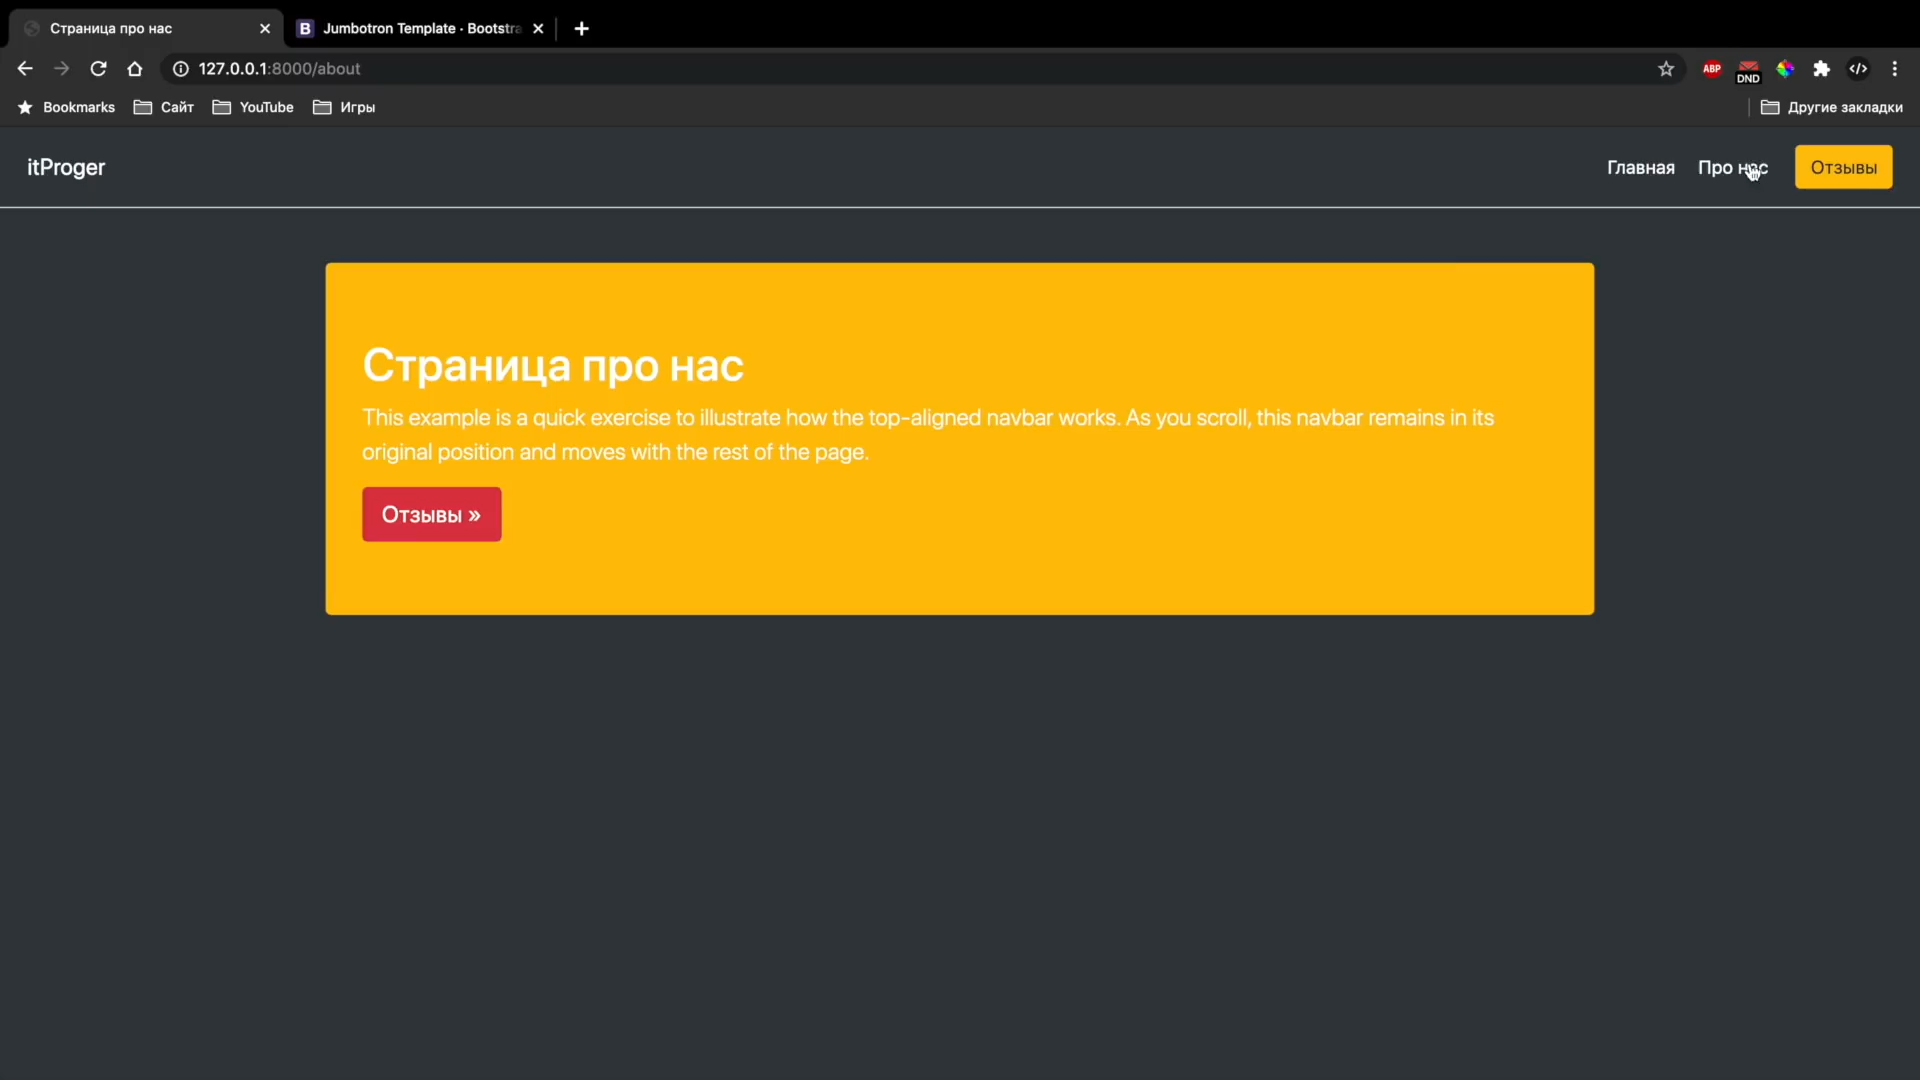 Страница про нас
Jumbotron Template · Bootstra
127.0.0.1:8000/about
ABP
DND
Bookmarks
Сайт
YouTube
Игры
Другие закладки
itProger
Главная
Про нас
Отзывы
Страница про нас
This example is a quick exercise to illustrate how the top-aligned navbar works. As you scroll, this navbar remains in its
original position and moves with the rest of the page.
Отзывы »